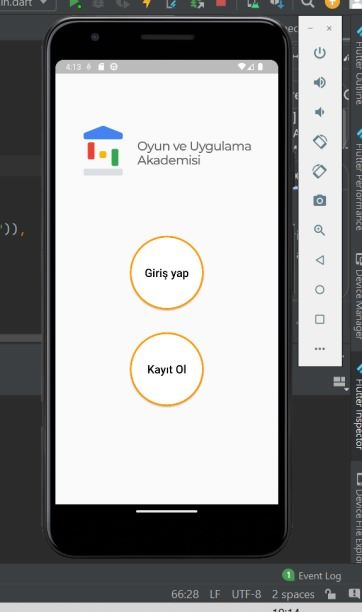 in.dart
4:13
Oyun ve Uygulama
Akademisi
Giriş yap
Kayıt Ol
")),
Flutter Outline
Flutter Performance
Device Manager
Flutter Inspector
Device File Explo
1 Event Log
66:28 LF UTF-8 2 spaces